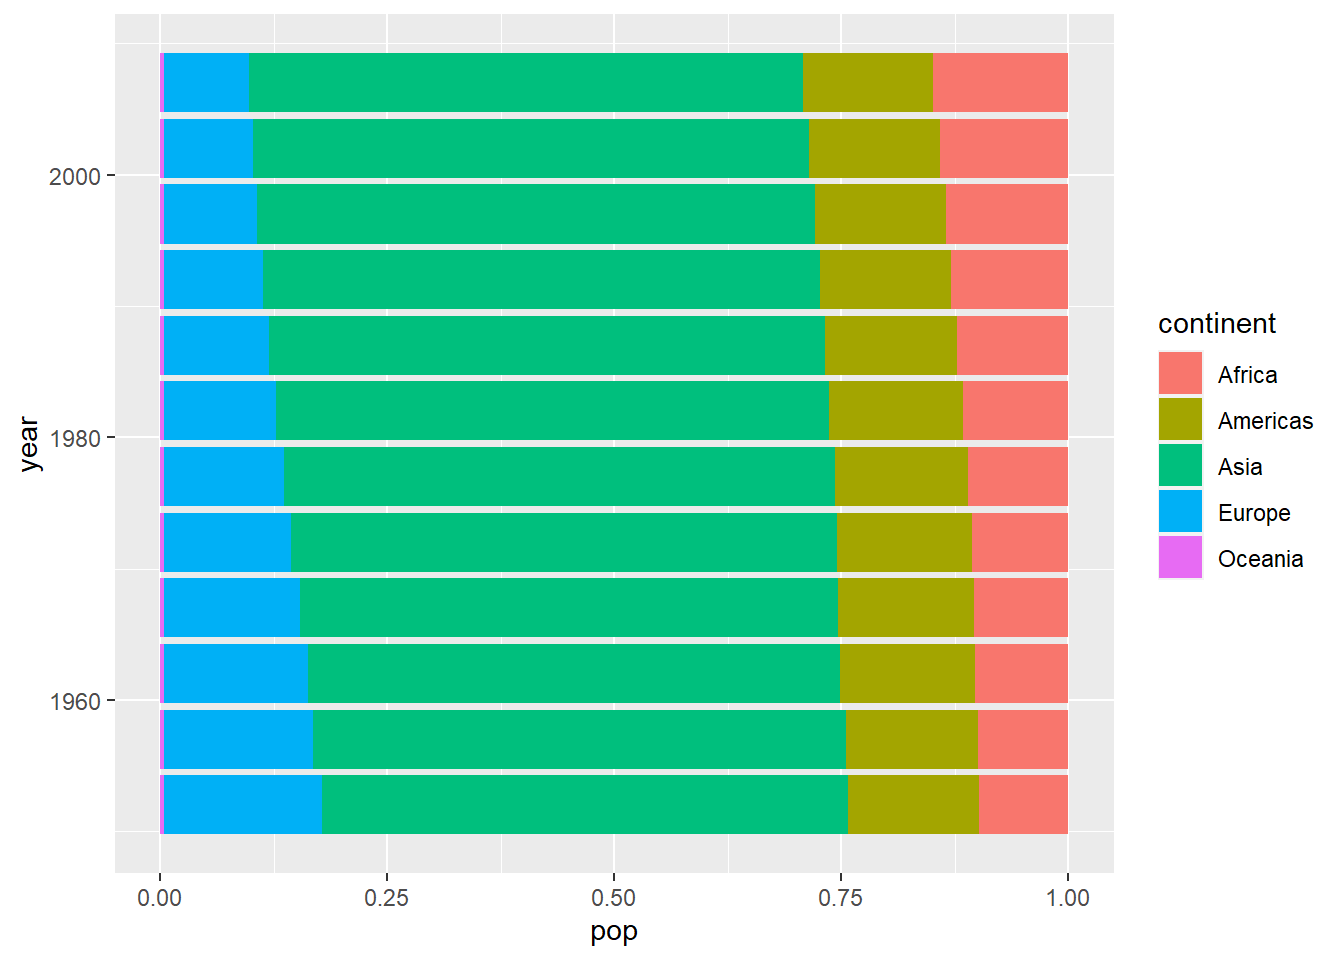 2000
1980
1960
year
0.00 0.25 0.50 0.75 1.00
pop
continent
Africa
Americas
Asia
Europe
Oceania